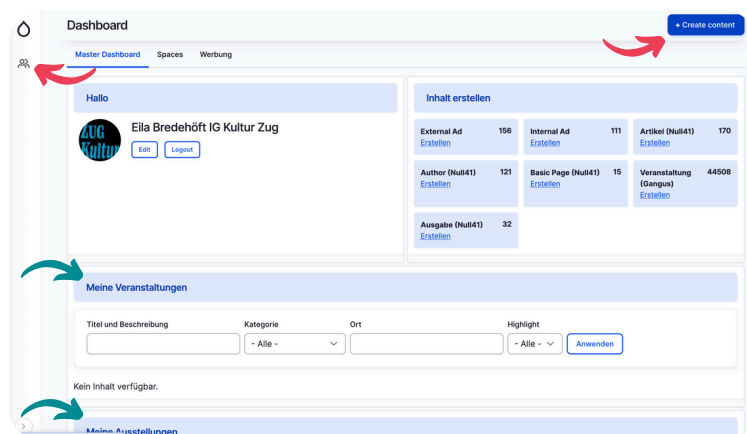 Dashboard
+ Create content
Master Dashboard Spaces Werbung
Hallo
ZUG
Kultur
Eila Bredehöft IG Kultur Zug
Edit Logout
Inhalt erstellen
External Ad 156
Erstellen
Internal Ad 111
Erstellen
Artikel (Null41) 170
Erstellen
Author (Null41) 121
Erstellen
Basic Page (Null41) 15
Erstellen
Veranstaltung 44508
(Gangus)
Erstellen
Ausgabe (Null41) 32
Erstellen
Meine Veranstaltungen
Titel und Beschreibung Kategorie Ort Highlight
- Alle - - Alle - Anwenden
Kein Inhalt verfügbar.
Meine Ausstellungen